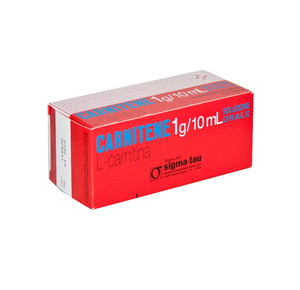 CARNITENE 1g/10 mL
SOLUZIONE
ORALE
L-carnitina
sigma-tau